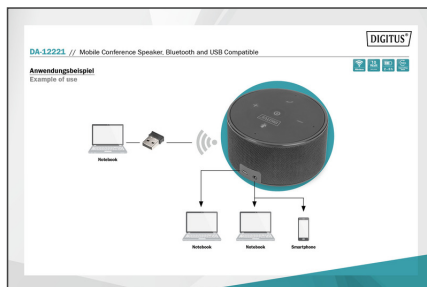 DIGITUS®
DA-12221 // Mobile Conference Speaker, Bluetooth and USB Compatible
Anwendungsbeispiel
Example of use
Notebook
Notebook
Notebook
Smartphone